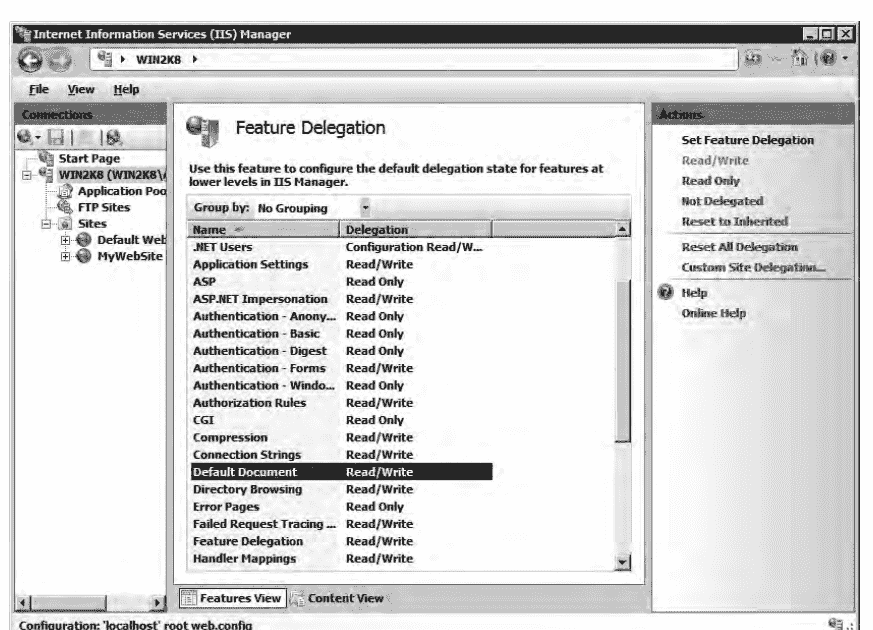 Internet Information Services (IIS) Manager
WIN2K8
File View Help
Connections
Start Page
WIN2K8 (WIN2K8\
Application Poo
FTP Sites
Sites
Default Web
MyWebSite
Feature Delegation
Use this feature to configure the default delegation state for features at
lower levels in IIS Manager.
Group by: No Grouping
Name Delegation
.NET Users Configuration Read/W...
Application Settings Read/Write
ASP Read Only
ASP.NET Impersonation Read/Write
Authentication - Anony... Read Only
Authentication - Basic Read Only
Authentication - Digest Read Only
Authentication - Forms Read/Write
Authentication - Windo... Read Only
Authorization Rules Read/Write
CGI Read Only
Compression Read/Write
Connection Strings Read/Write
Default Document Read/Write
Directory Browsing Read/Write
Error Pages Read Only
Failed Request Tracing ... Read/Write
Feature Delegation Read/Write
Handler Mappings Read/Write
Features View Content View
Actions
Set Feature Delegation
Read/Write
Read Only
Not Delegated
Reset to Inherited
Reset All Delegation
Custom Site Delegation...
Help
Online Help
Configuration: 'localhost' root web.config